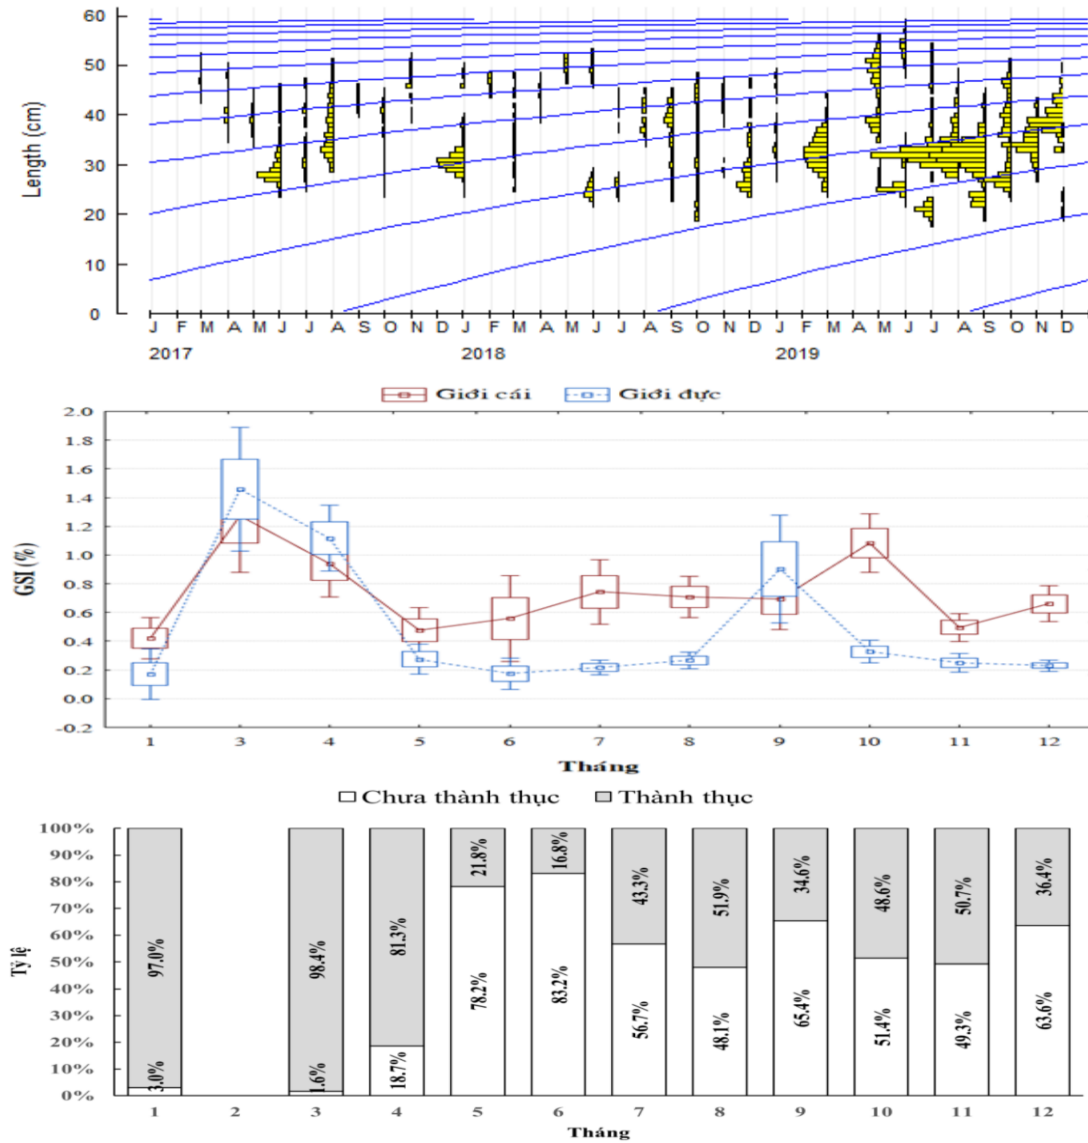 60
50
Length (cm)
40
30
20
10
0
J F M A M J J A S O N D J F M A M J J A S O N D J F M A M J J A S O N D
2017 2018 2019
Giới cái Giới đực
2.0
1.8
1.6
1.4
1.2
GSI (%)
1.0
0.8
0.6
0.4
0.2
0.0
-0.2
1 3 4 5 6 7 8 9 10 11 12
Tháng
Chưa thành thục Thành thục
100%
90%
80%
70%
60%
Tỷ lệ
50%
40%
30%
20%
10%
0%
97.0% 98.4% 81.3% 21.8% 16.8% 43.3% 51.9% 34.6% 48.6% 50.7% 36.4%
3.0% 1.6% 18.7% 78.2% 83.2% 56.7% 48.1% 65.4% 51.4% 49.3% 63.6%
1 2 3 4 5 6 7 8 9 10 11 12
Tháng